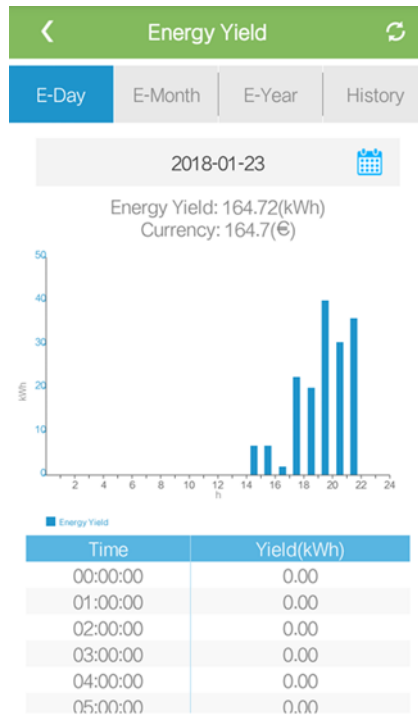 Energy Yield
E-Day E-Month E-Year History
2018-01-23
Energy Yield: 164.72(kWh)
Currency: 164.7(€)
50
40
30
20
10
0
kWh
2 4 6 8 10 12 14 16 18 20 22 24
h
Energy Yield
Time Yield(kWh)
00:00:00 0.00
01:00:00 0.00
02:00:00 0.00
03:00:00 0.00
04:00:00 0.00
05:00:00 0.00